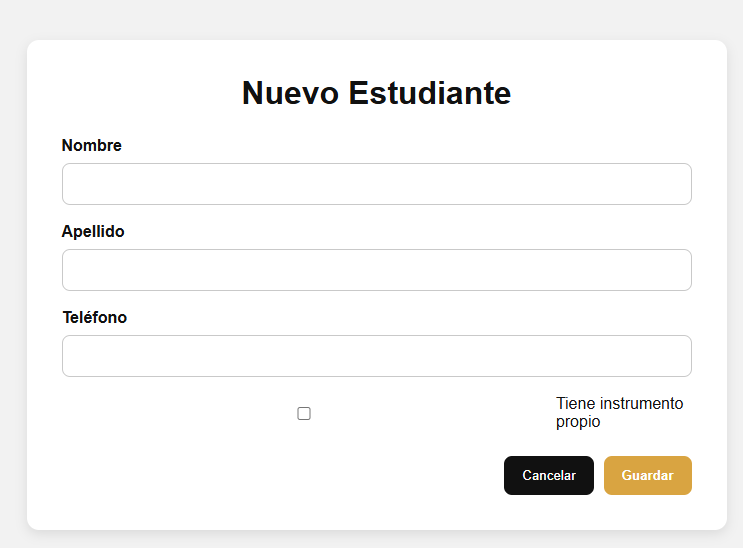 Nuevo Estudiante
Nombre
Apellido
Teléfono
Tiene instrumento
propio
Cancelar
Guardar